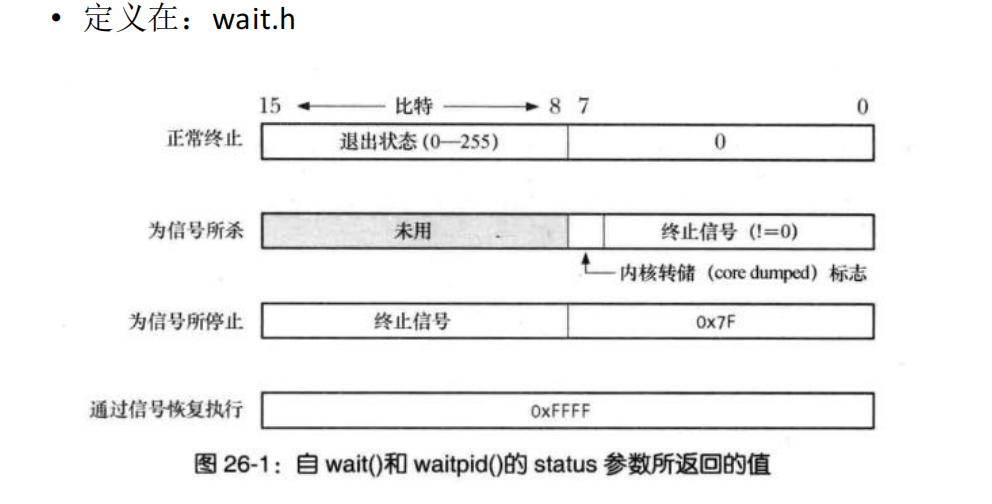 • 定义在：wait.h
15 比特 8 7 0
正常终止 退出状态 (0—255) 0
为信号所杀 未用 终止信号 (!=0)
内核转储 (core dumped) 标志
为信号所停止 终止信号 0x7F
通过信号恢复执行 0xFFFF
图 26-1：自 wait()和 waitpid()的 status 参数所返回的值